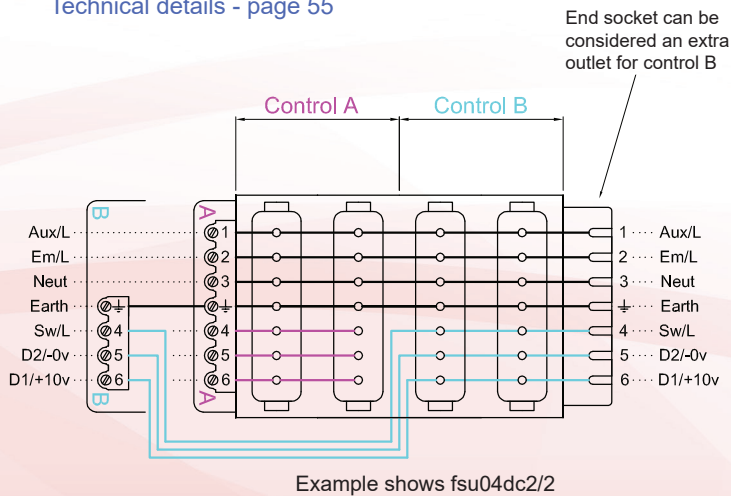 Technical details - page 55
End socket can be
considered an extra
outlet for control B
Control A
Control B
B
A
Aux/L
1
1
Aux/L
Em/L
2
2
Em/L
Neut
3
3
Neut
Earth
Earth
Sw/L
4
4
4
Sw/L
D2/-0v
5
5
5
D2/-0v
D1/+10v
6
6
6
D1/+10v
B
A
Example shows fsu04dc2/2